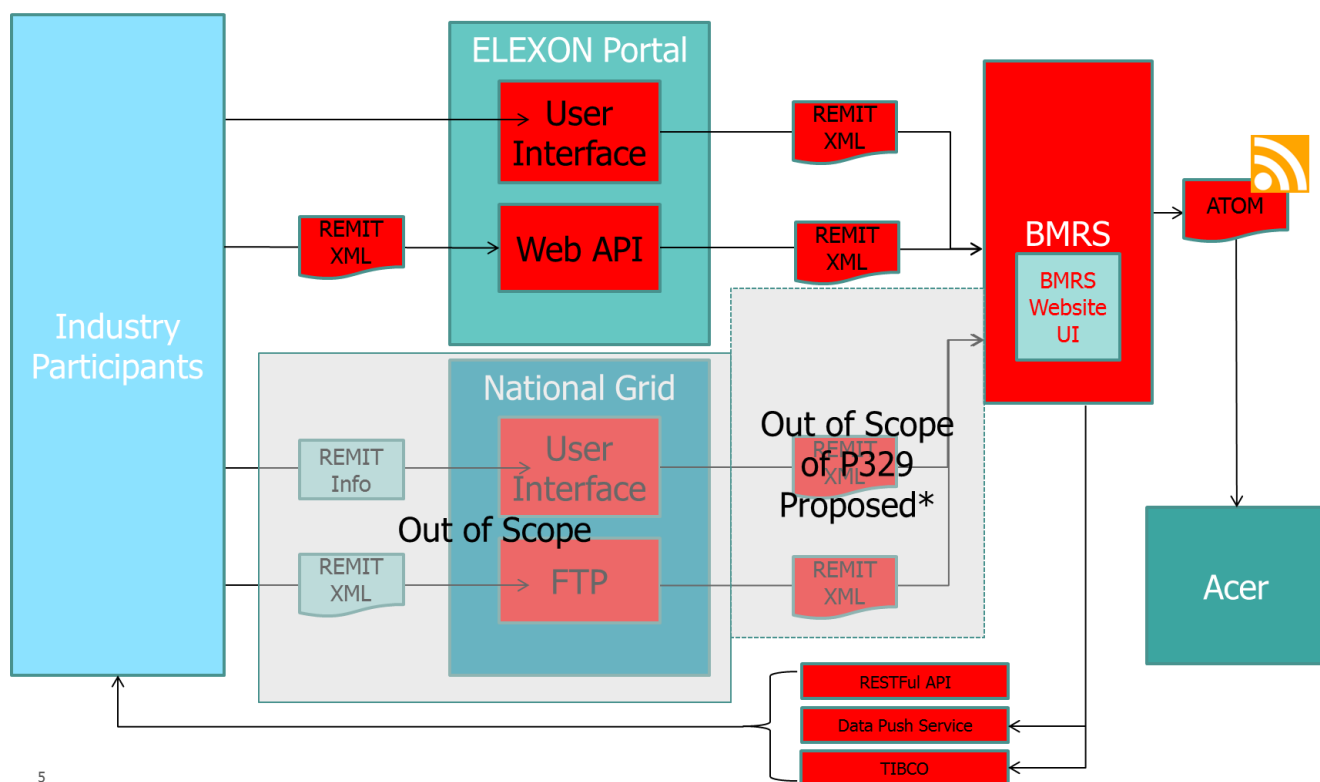 ELEXON Portal
User
Interface
REMIT
XML
REMIT
XML
Web API
REMIT
XML
BMRS
BMRS
Website
UI
ATOM
Industry
Participants
National Grid
REMIT
Info
User
Interface
REMIT
XML
Out of Scope
of P329
Proposed*
Out of Scope
REMIT
XML
FTP
REMIT
XML
Acer
RESTFul API
Data Push Service
TIBCO
5